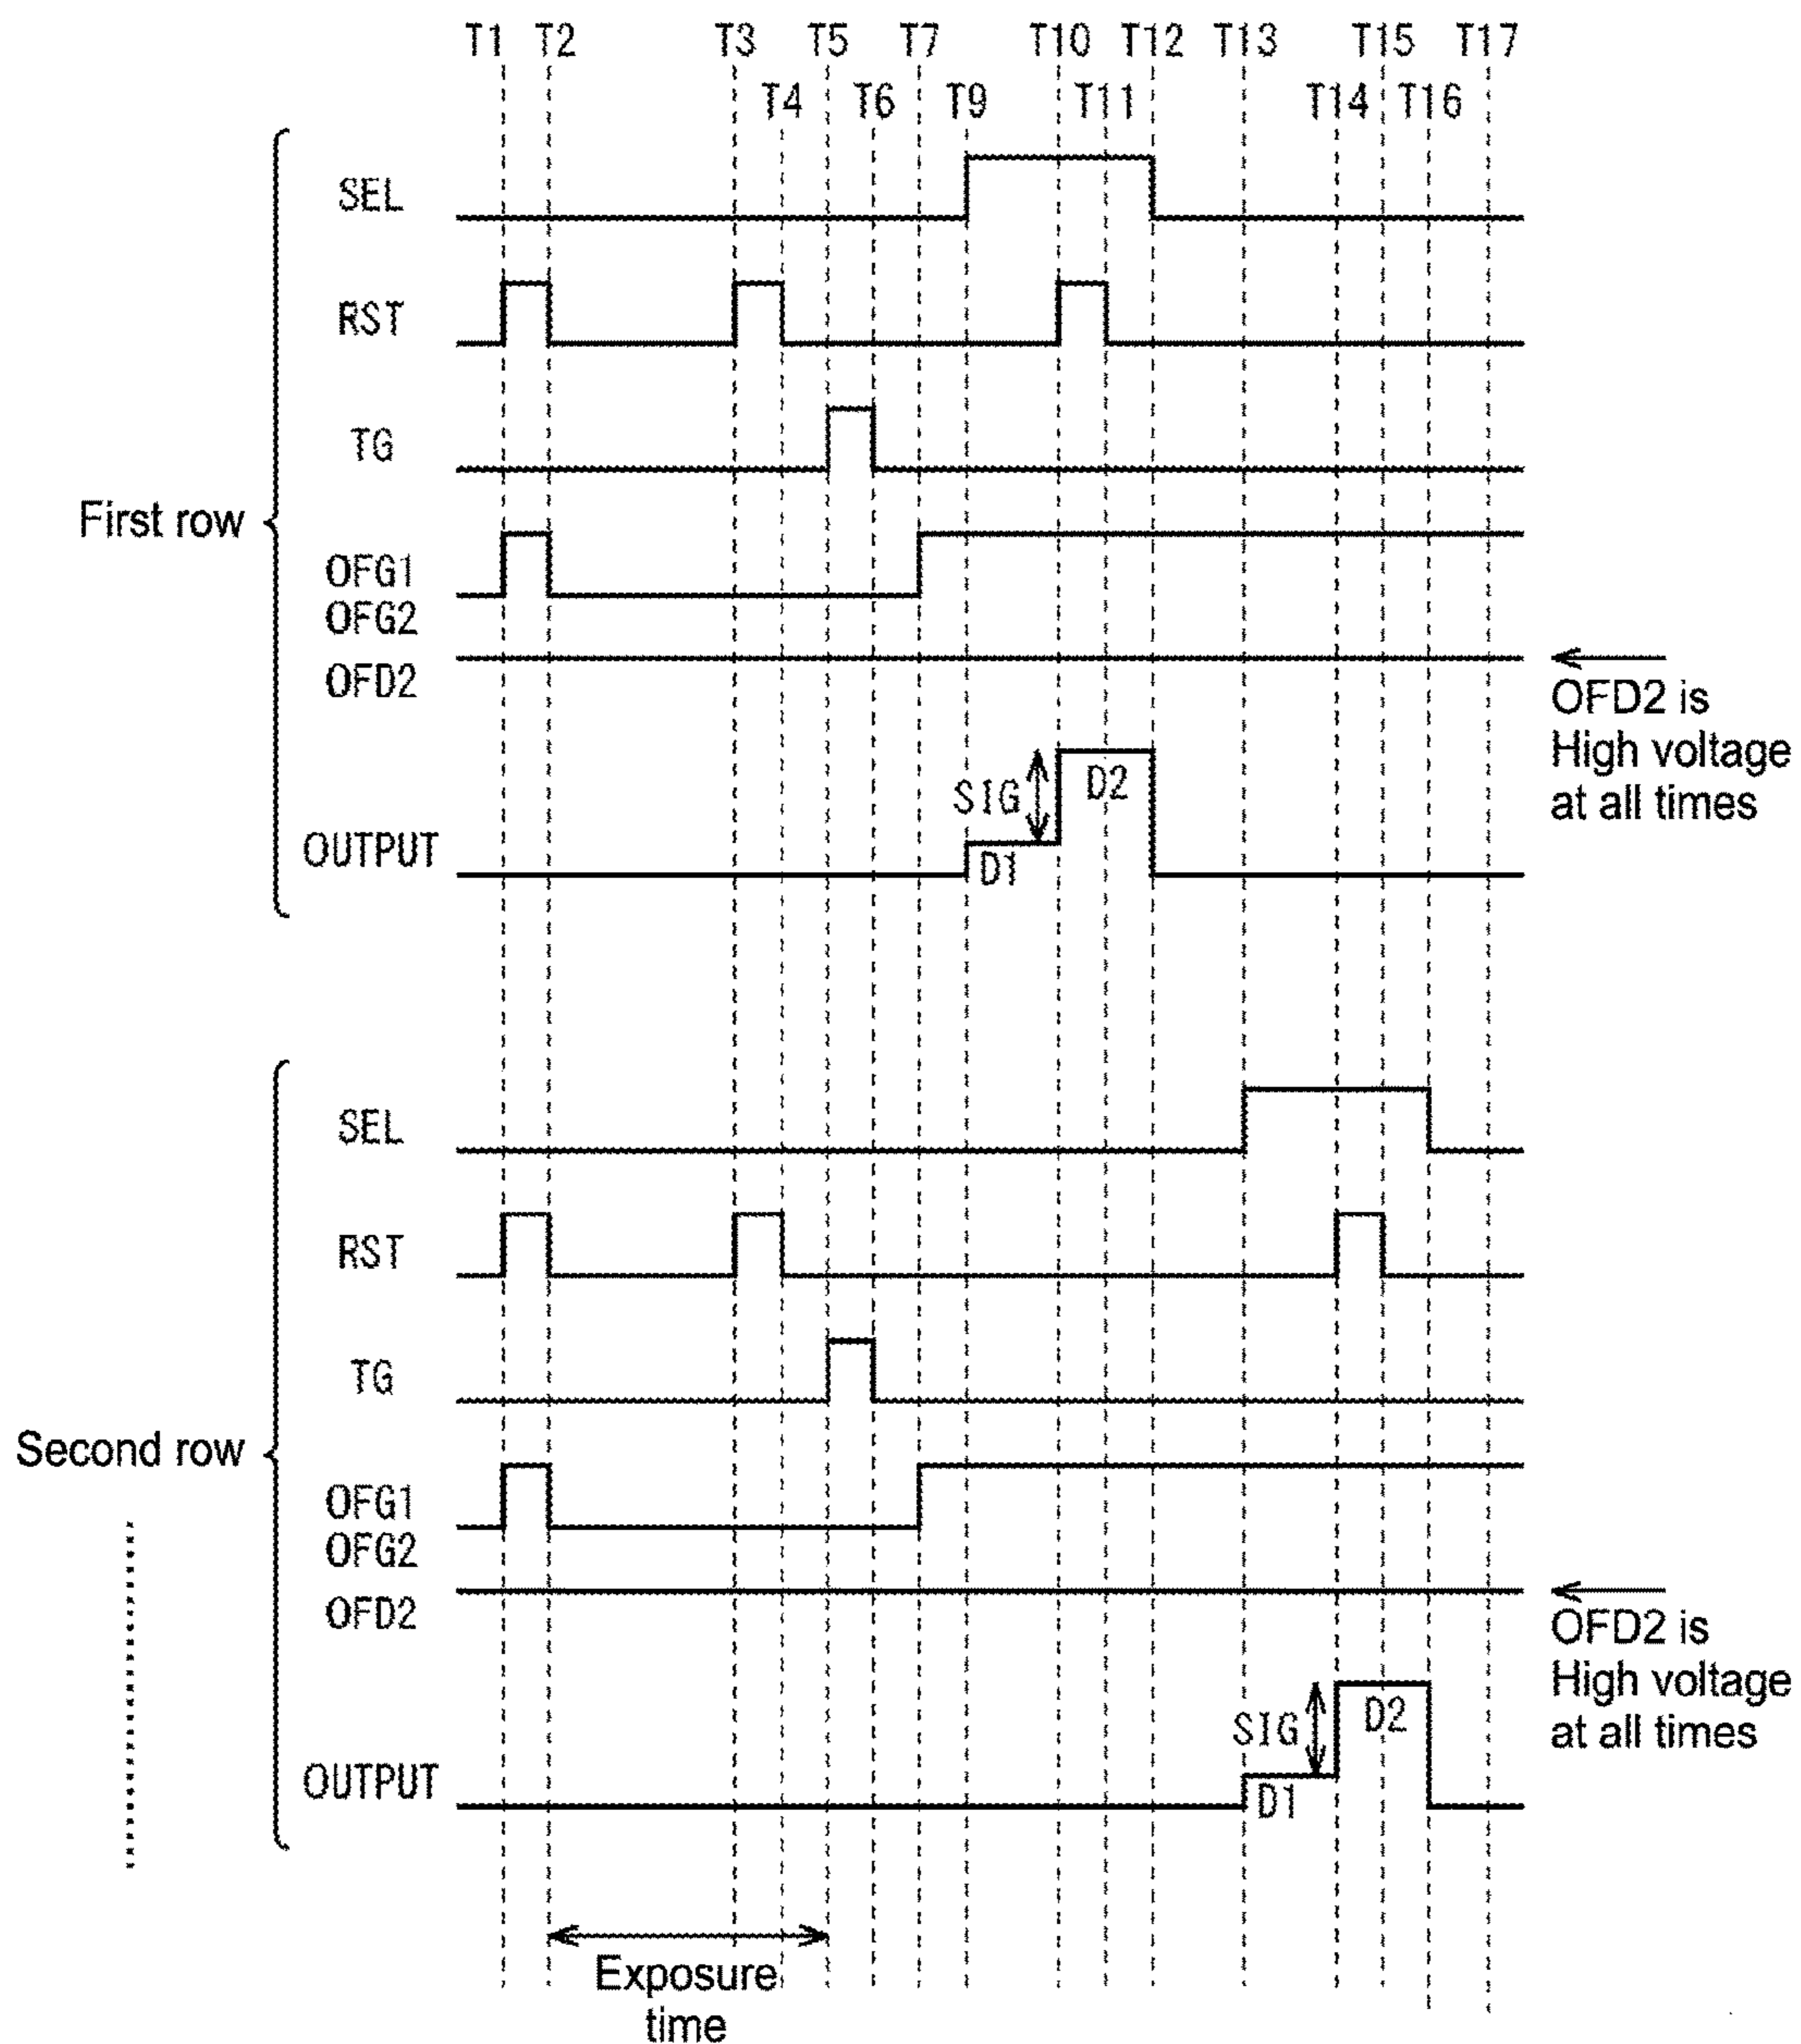 T1 T2 T3 T5 T7 T10 T12 T13 T15 T17
T4 T6 T9 T11 T14 T16
First row
SEL
RST
TG
OFG1
OFG2
OFD2
OFD2 is
High voltage
at all times
SIG
D2
OUTPUT
D1
Second row
SEL
RST
TG
OFG1
OFG2
OFD2
OFD2 is
High voltage
at all times
SIG
D2
OUTPUT
D1
Exposure
time